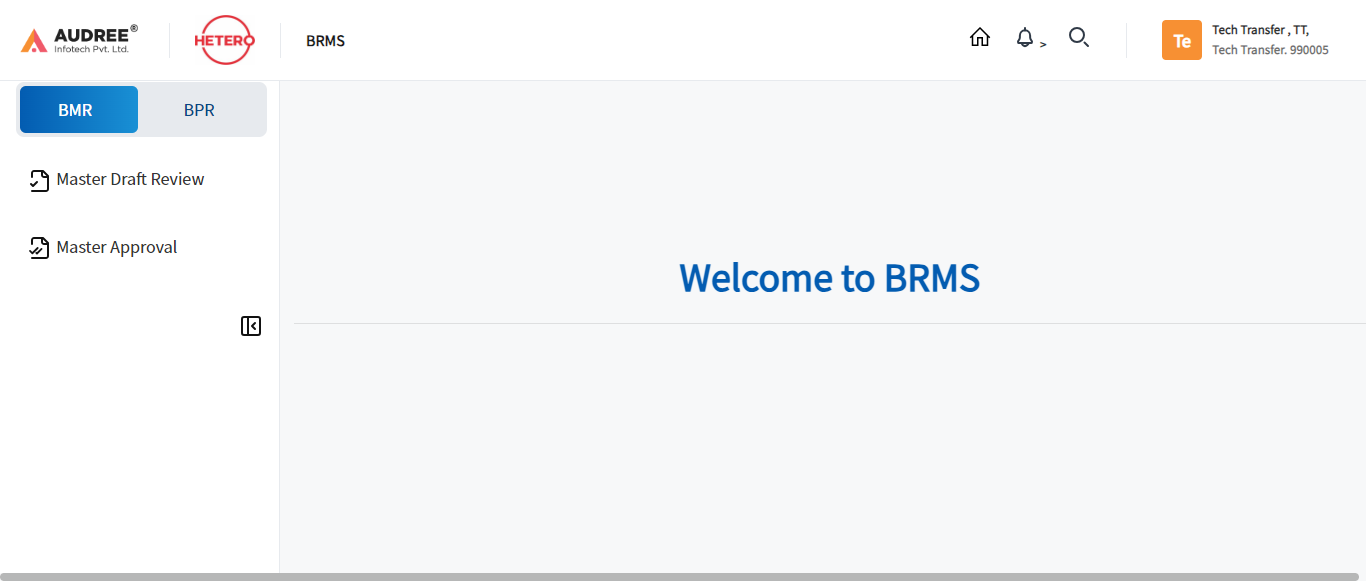 AUDREE®
Infotech Pvt. Ltd.
HETERO
BRMS
>
Te
Tech Transfer , TT,
Tech Transfer. 990005
BMR
BPR
Master Draft Review
Master Approval
Welcome to BRMS